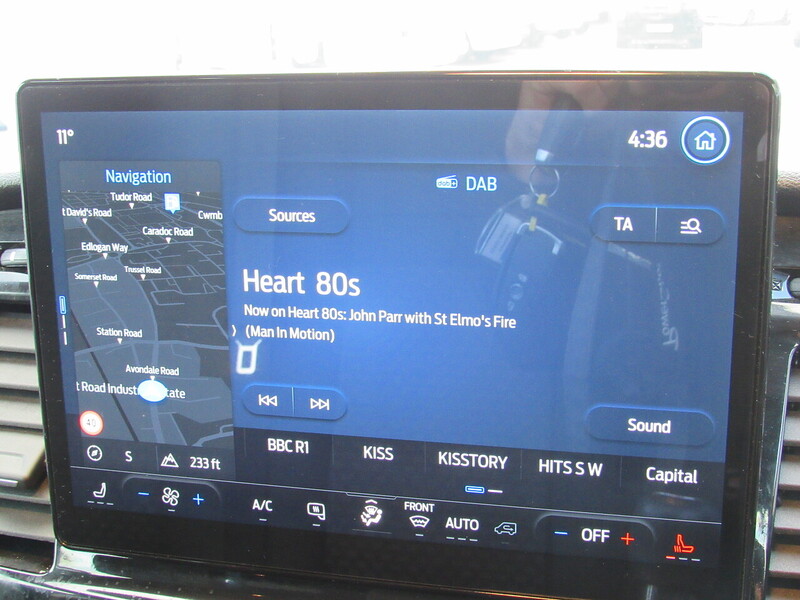 11°
4:36
Navigation
DAB
Tudor Road
t David's Road
Cwmb
Caradoc Road
Edlogan Way
Trussel Road
Somerset Road
Station Road
Avondale Road
t Road Indust
tate
40
S
233 ft
Sources
TA
Heart 80s
Now on Heart 80s: John Parr with St Elmo's Fire
(Man In Motion)
Sound
BBC R1
KISS
KISSTORY
HITS S W
Capital
A/C
FRONT
AUTO
OFF